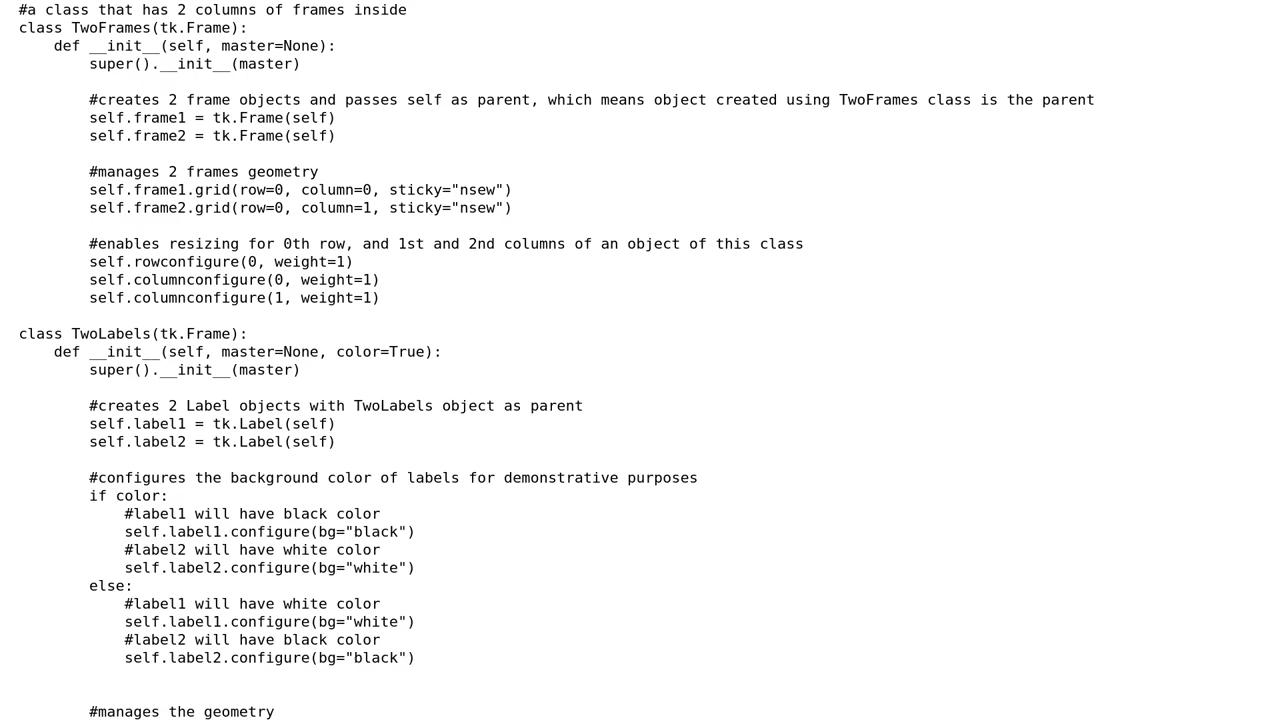 #a class that has 2 columns of frames inside
class TwoFrames(tk.Frame):
    def __init__(self, master=None):
        super().__init__(master)

        #creates 2 frame objects and passes self as parent, which means object created using TwoFrames class is the parent
        self.frame1 = tk.Frame(self)
        self.frame2 = tk.Frame(self)

        #manages 2 frames geometry
        self.frame1.grid(row=0, column=0, sticky="nsew")
        self.frame2.grid(row=0, column=1, sticky="nsew")

        #enables resizing for 0th row, and 1st and 2nd columns of an object of this class
        self.rowconfigure(0, weight=1)
        self.columnconfigure(0, weight=1)
        self.columnconfigure(1, weight=1)

class TwoLabels(tk.Frame):
    def __init__(self, master=None, color=True):
        super().__init__(master)

        #creates 2 Label objects with TwoLabels object as parent
        self.label1 = tk.Label(self)
        self.label2 = tk.Label(self)

        #configures the background color of labels for demonstrative purposes
        if color:
            #label1 will have black color
            self.label1.configure(bg="black")
            #label2 will have white color
            self.label2.configure(bg="white")
        else:
            #label1 will have white color
            self.label1.configure(bg="white")
            #label2 will have black color
            self.label2.configure(bg="black")


        #manages the geometry